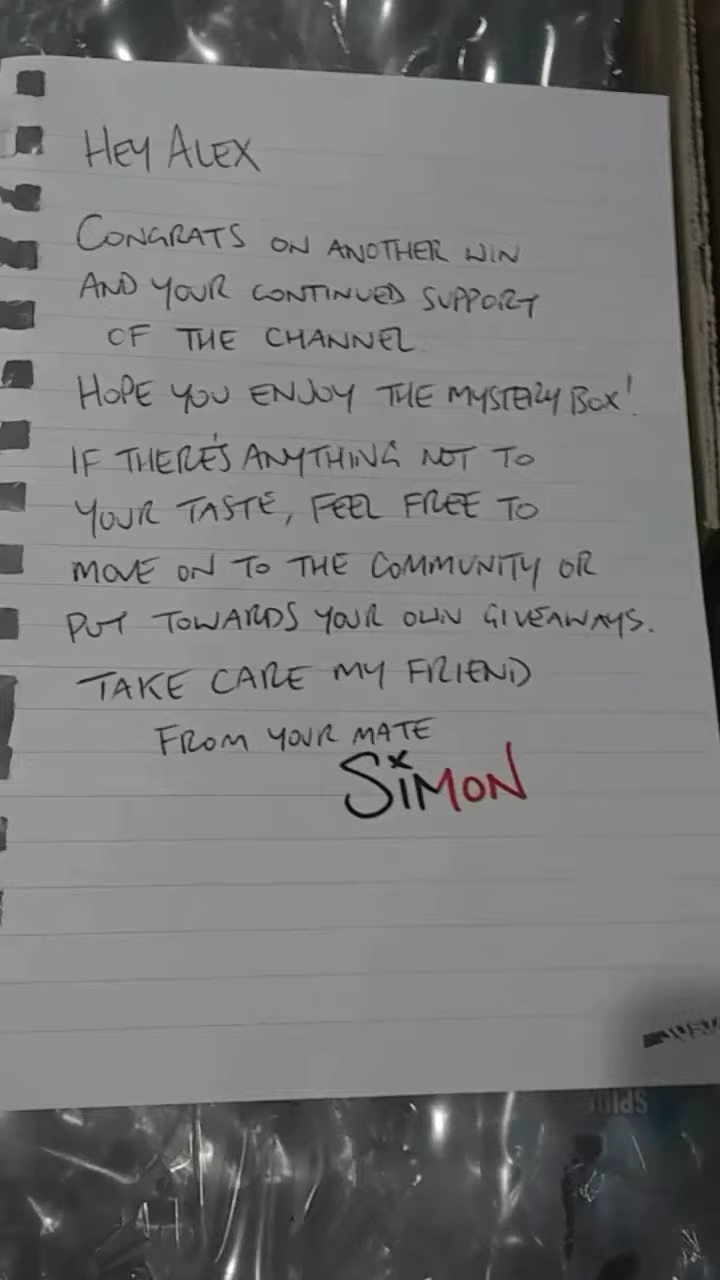 HEY ALEX
CONGRATS ON ANOTHER WIN
AND YOUR CONTINUED SUPPORT
OF THE CHANNEL.
HOPE YOU ENJOY THE MYSTERY BOX!
IF THERE'S ANYTHING NOT TO
YOUR TASTE, FEEL FREE TO
MOVE ON TO THE COMMUNITY OR
PUT TOWARDS YOUR OWN GIVEAWAYS.
TAKE CARE MY FRIEND
FROM YOUR MATE
SiMON
x